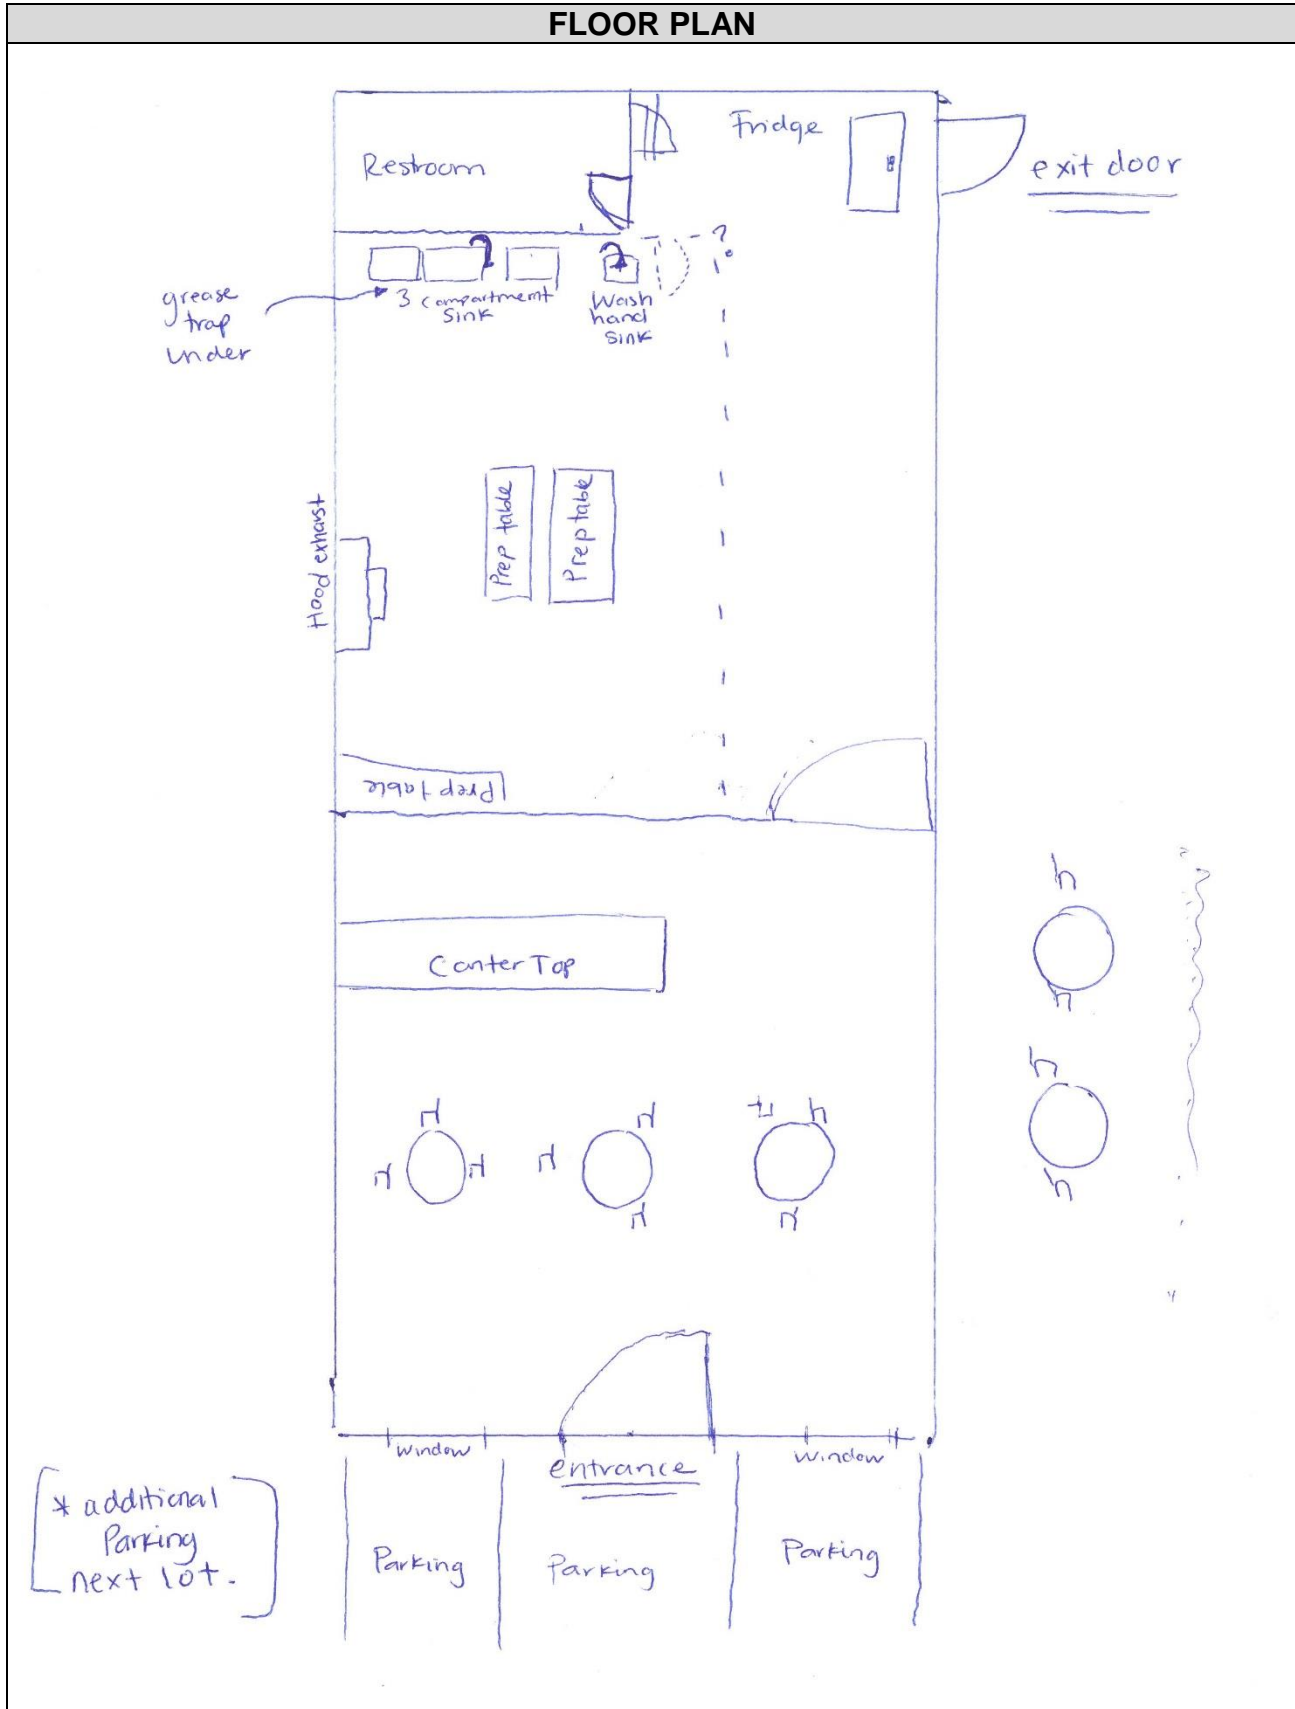 FLOOR PLAN
Restroom
Fridge
exit door
grease
trap
under
3 compartment
Sink
Wash
hand
sink
?
Hood exhaust
Prep table
Prep table
Prep table
Conter Top
window
entrance
window
* additional
Parking
next lot.
Parking
Parking
Parking